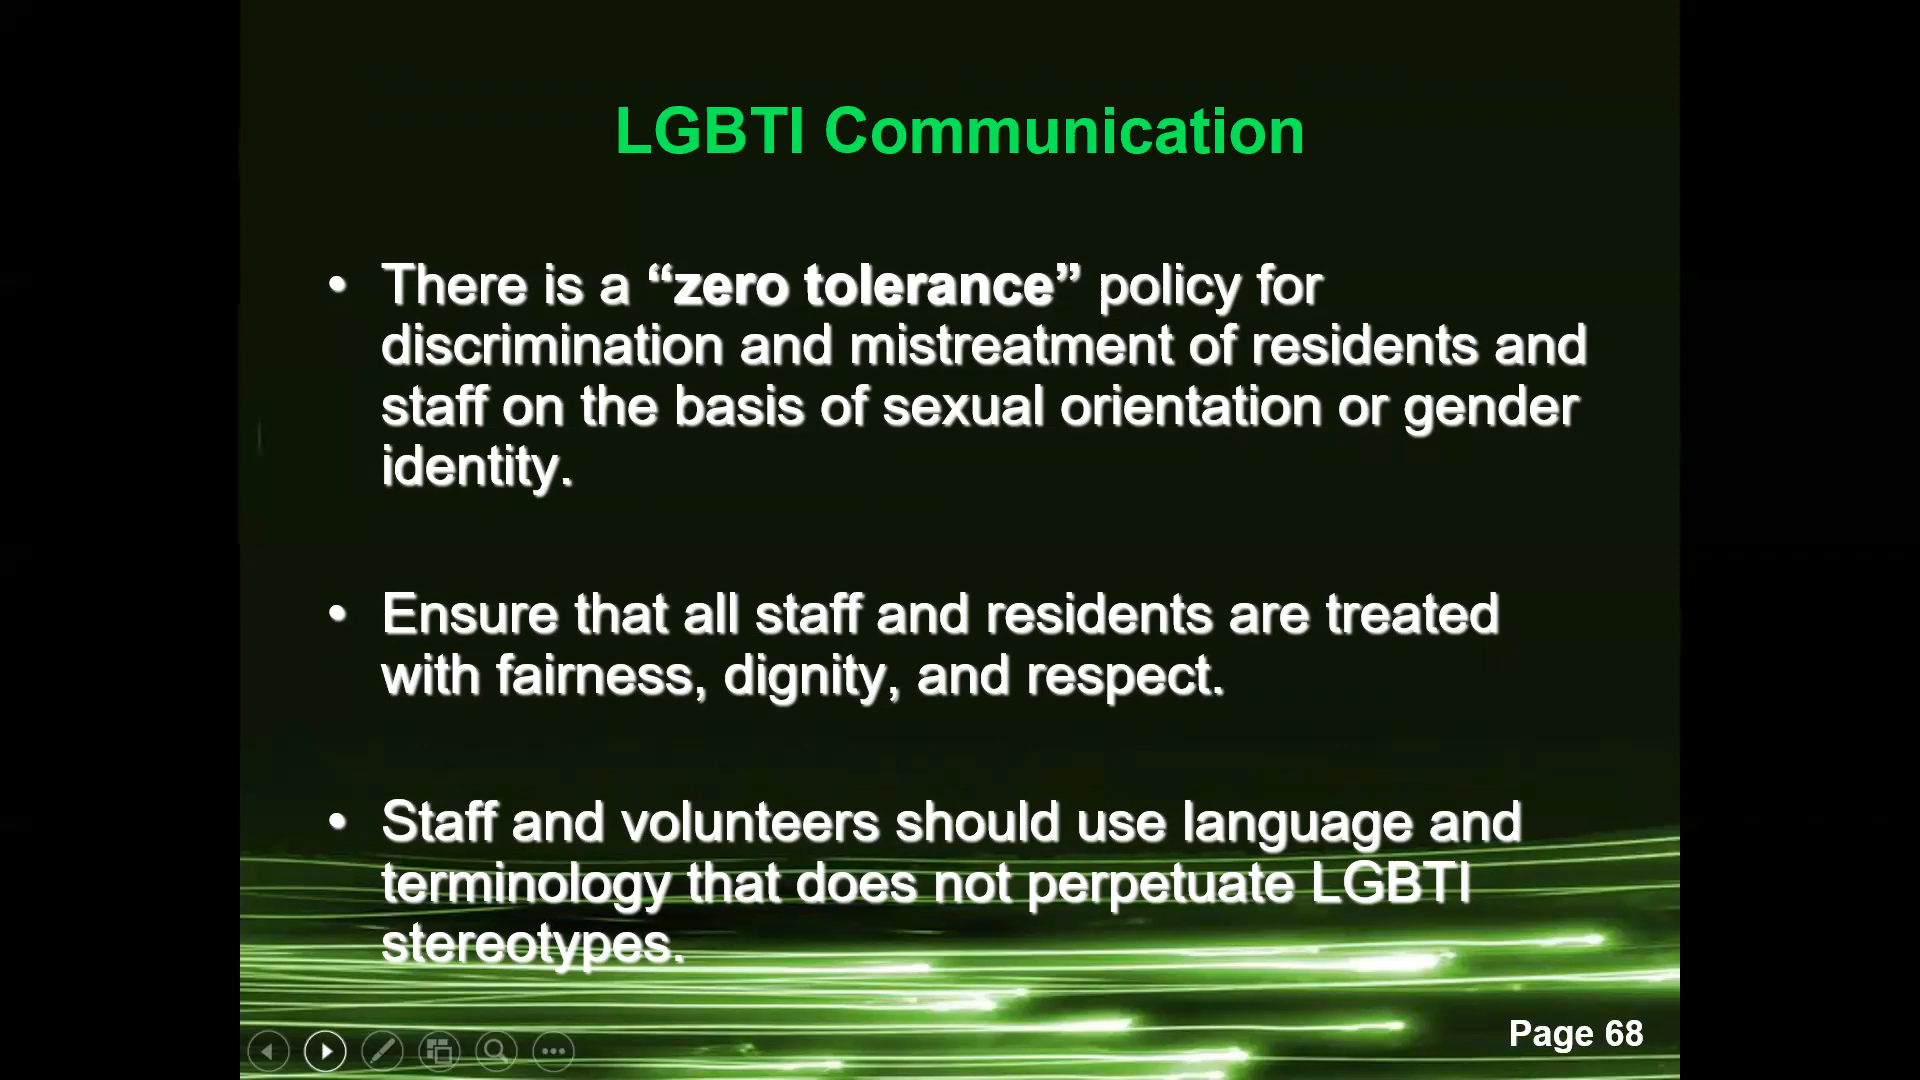 LGBTI Communication
• There is a “zero tolerance” policy for
discrimination and mistreatment of residents and
staff on the basis of sexual orientation or gender
identity.
• Ensure that all staff and residents are treated
with fairness, dignity, and respect.
• Staff and volunteers should use language and
terminology that does not perpetuate LGBTI
stereotypes.
Page 68